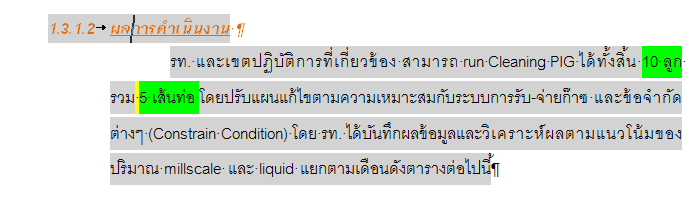 1.3.1.2 ผลการดำเนินงาน
รท. และเขตปฏิบัติการที่เกี่ยวข้อง สามารถ run Cleaning PIG ได้ทั้งสิ้น 10 ลูก
รวม 5 เส้นท่อ โดยปรับแผนแก้ไขตามความเหมาะสมกับระบบการรับ-จ่ายก๊าซ และข้อจำกัด
ต่างๆ (Constrain Condition) โดย รท. ได้บันทึกผลข้อมูลและวิเคราะห์ผลตามแนวโน้มของ
ปริมาณ millscale และ liquid แยกตามเดือนดังตารางต่อไปนี้